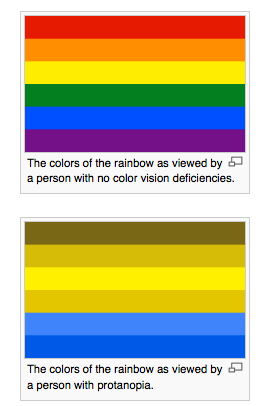 The colors of the rainbow as viewed by
a person with no color vision deficiencies.
The colors of the rainbow as viewed by
a person with protanopia.